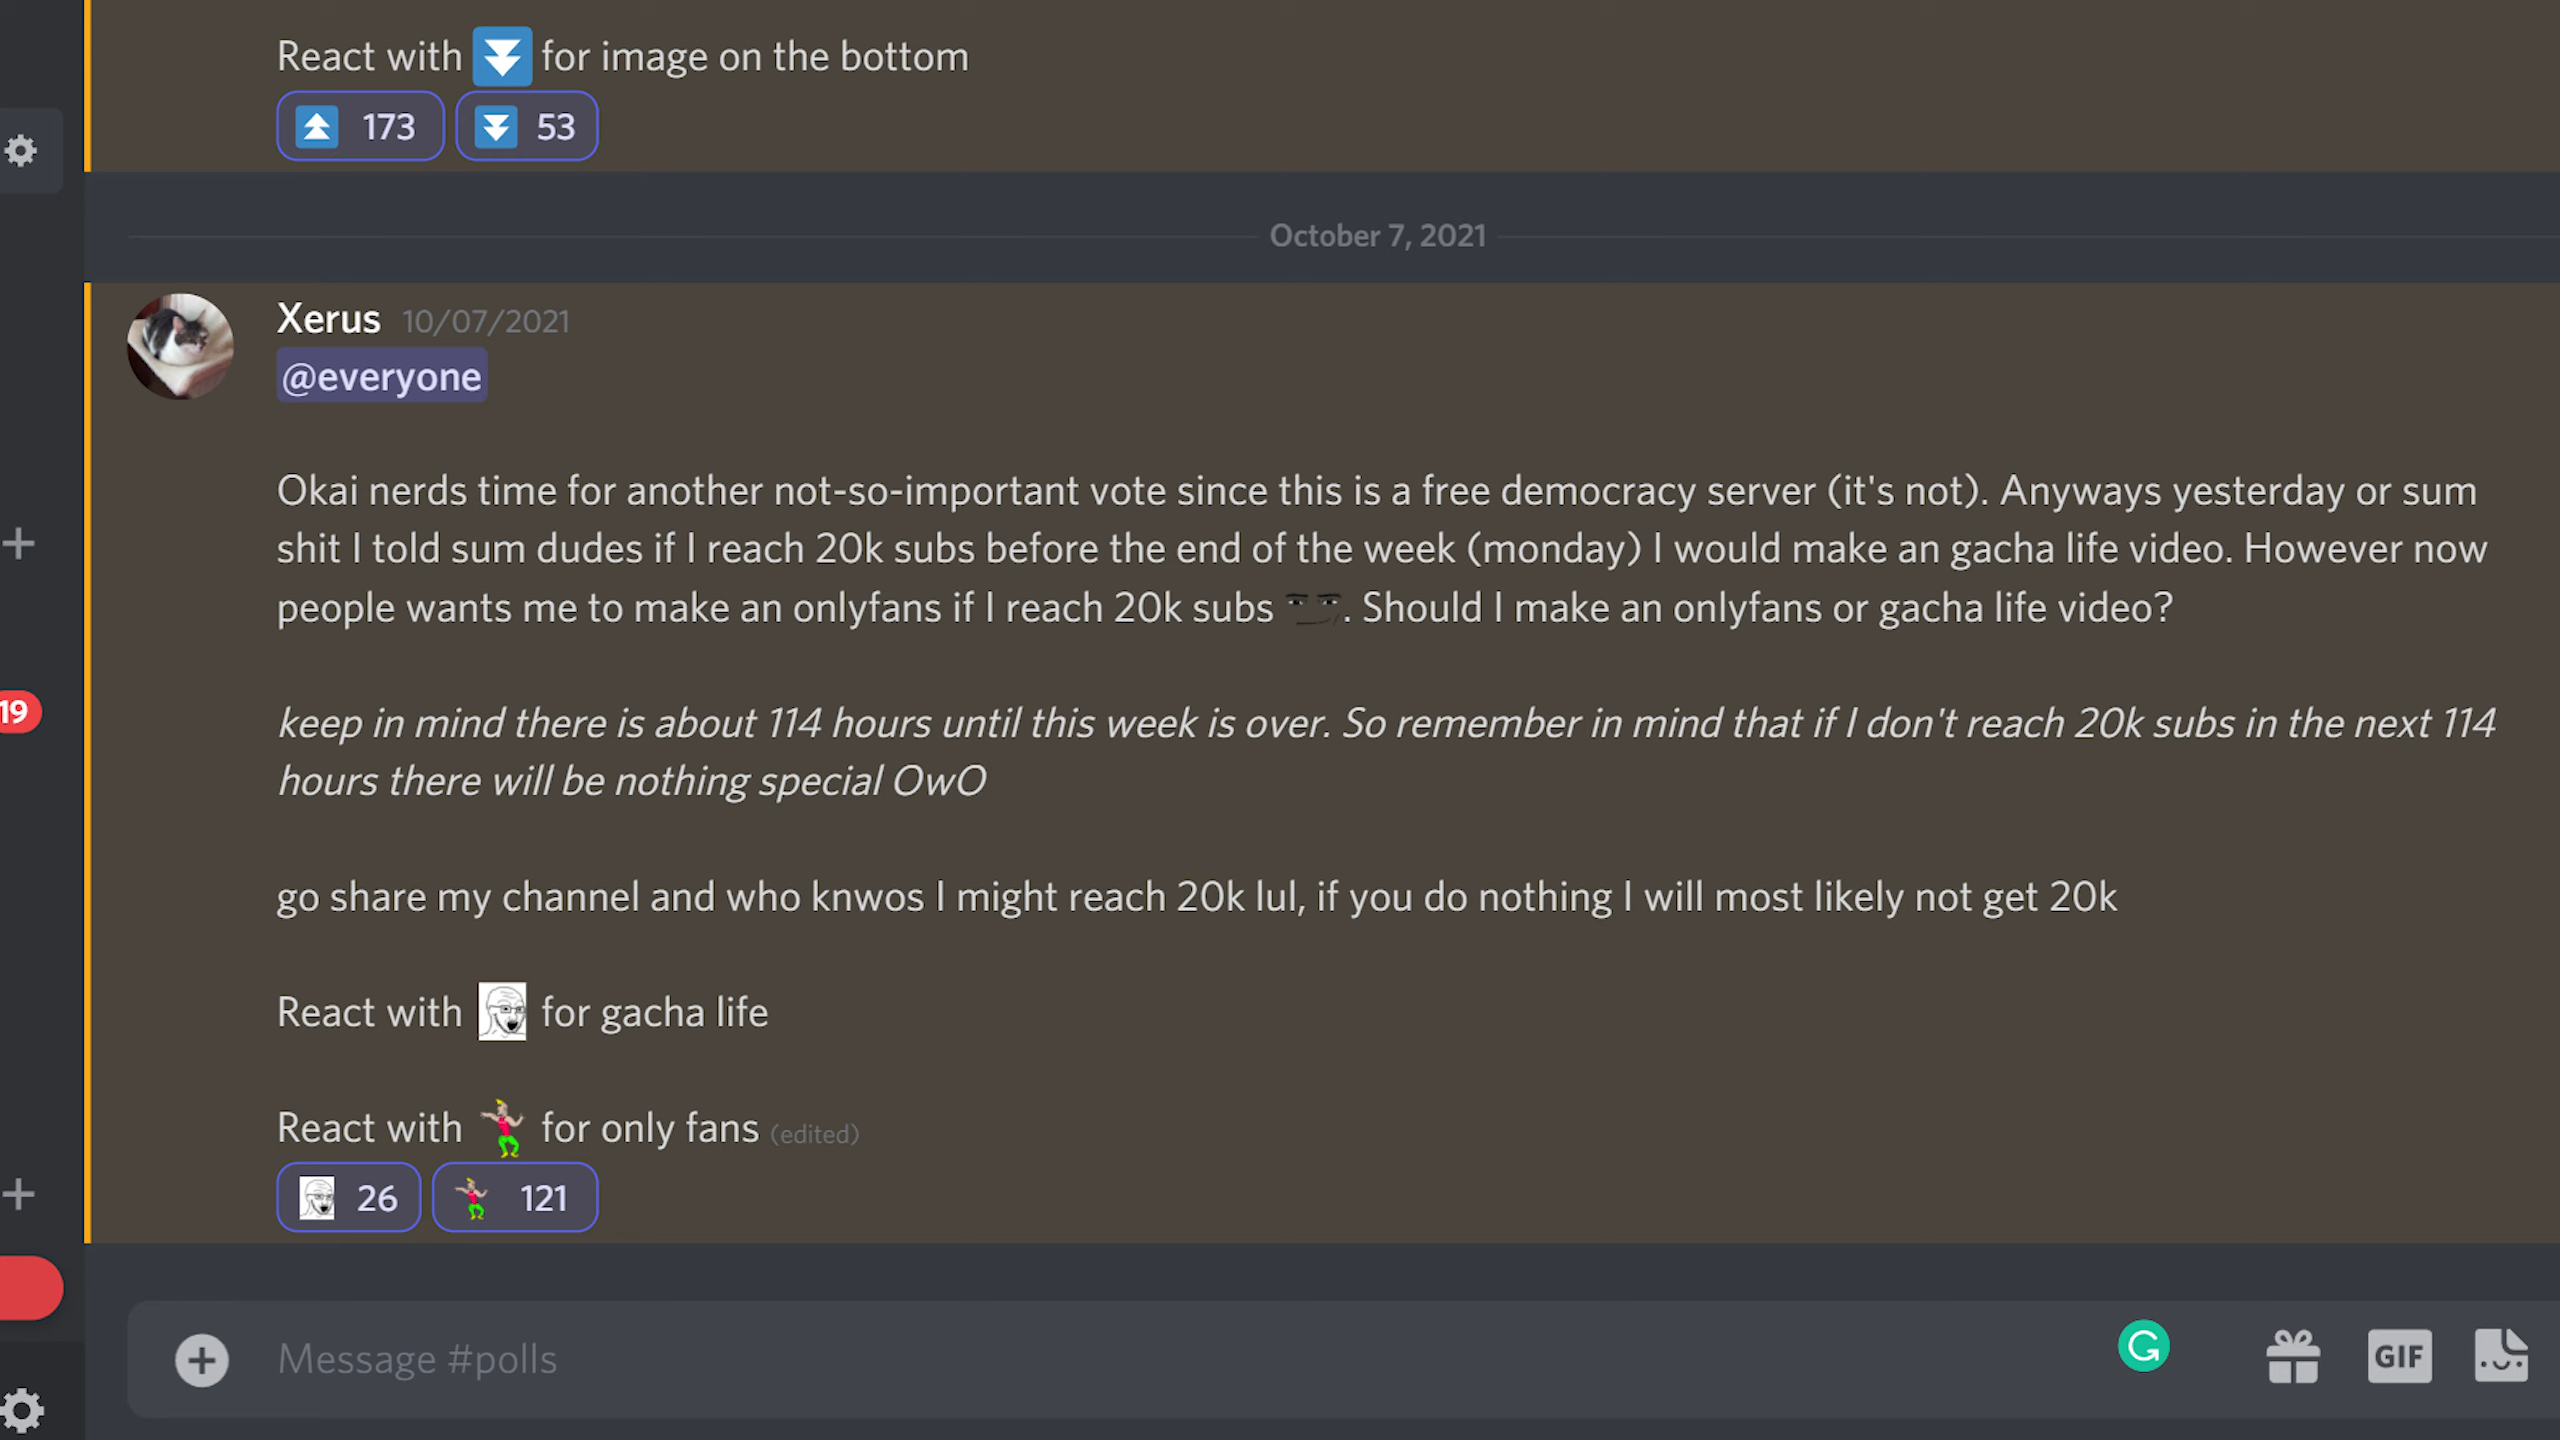 React with for image on the bottom
173 53
October 7, 2021
Xerus 10/07/2021
@everyone
Okai nerds time for another not-so-important vote since this is a free democracy server (it's not). Anyways yesterday or sum
shit I told sum dudes if I reach 20k subs before the end of the week (monday) I would make an gacha life video. However now
people wants me to make an onlyfans if I reach 20k subs . Should I make an onlyfans or gacha life video?
keep in mind there is about 114 hours until this week is over. So remember in mind that if I don't reach 20k subs in the next 114
hours there will be nothing special OwO
go share my channel and who knwos I might reach 20k lul, if you do nothing I will most likely not get 20k
React with for gacha life
React with for only fans (edited)
26 121
19
Message #polls
GIF